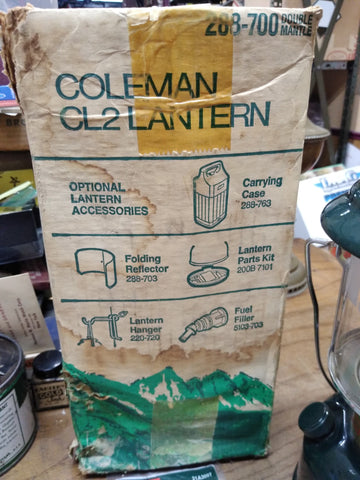 288-700 DOUBLE MANTLE
COLEMAN
CL2 LANTERN
OPTIONAL
LANTERN
ACCESSORIES
Carrying
Case
288-763
Folding
Reflector
288-703
Lantern
Parts Kit
200B 7101
Lantern
Hanger
220-720
Fuel
Filler
5103-703